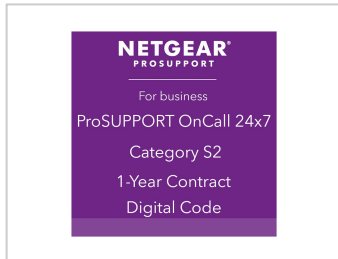 NETGEAR®
PROSUPPORT
For business
ProSUPPORT OnCall 24x7
Category S2
1-Year Contract
Digital Code